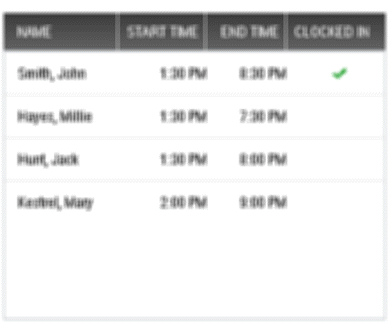 NAME START TIME END TIME CLOCKED IN
Smith, John 1:30 PM 8:30 PM
Hayes, Millie 1:30 PM 7:30 PM
Hunt, Jack 1:30 PM 8:00 PM
Kestrel, Mary 2:00 PM 9:00 PM